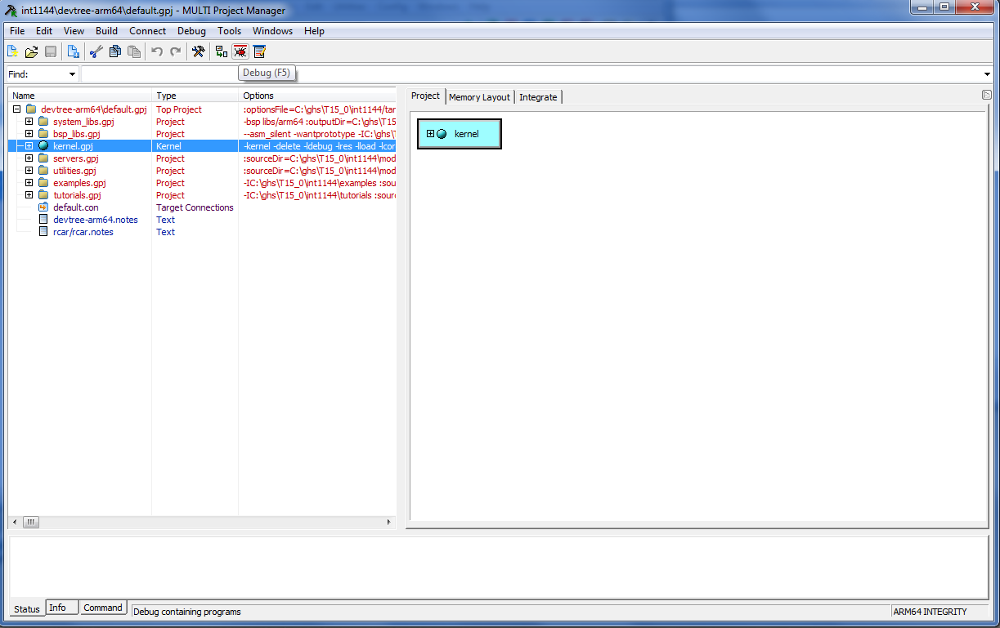 int1144\devtree-arm64\default.gpj - MULTI Project Manager
File Edit View Build Connect Debug Tools Windows Help
Find:
Debug (F5)
Name Type Options
devtree-arm64\default.gpj Top Project :optionsFile=C:\ghs\T15_0\int1144/tar
system_libs.gpj Project -bsp libs/arm64 :outputDir=C:\ghs\T15
bsp_libs.gpj Project --asm_silent -wantprototype -IC:\ghs\T
kernel.gpj Kernel -kernel -delete -ldebug -lres -lload -lcor
servers.gpj Project :sourceDir=C:\ghs\T15_0\int1144\mod
utilities.gpj Project :sourceDir=C:\ghs\T15_0\int1144\mod
examples.gpj Project -IC:\ghs\T15_0\int1144\examples :sou
tutorials.gpj Project -IC:\ghs\T15_0\int1144\tutorials :sour
default.con Target Connections
devtree-arm64.notes Text
rcar/rcar.notes Text
Project Memory Layout Integrate
kernel
Status Info Command Debug containing programs ARM64 INTEGRITY